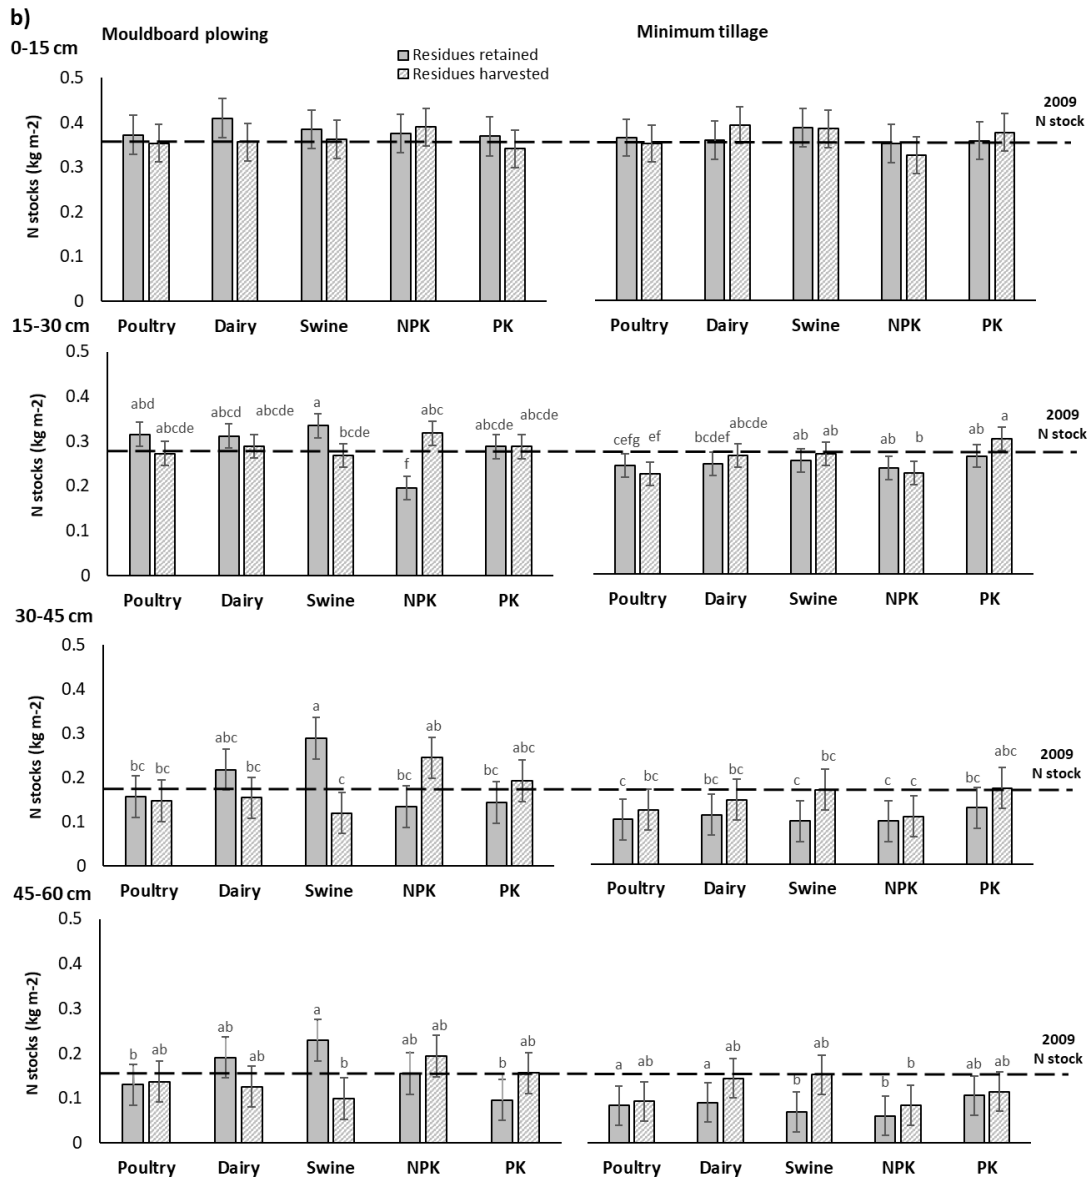 b)
Mouldboard plowing
Minimum tillage
0-15 cm
Residues retained
Residues harvested
0.5
0.4
0.3
0.2
0.1
0
N stocks (kg m-2)
2009
N stock
Poultry Dairy Swine NPK PK Poultry Dairy Swine NPK PK
15-30 cm
0.5
0.4
0.3
0.2
0.1
0
N stocks (kg m-2)
abd abcde abcd abcde a bcde f abc abcde abcde cefg ef bcdef abcde ab ab ab b ab a
2009
N stock
Poultry Dairy Swine NPK PK Poultry Dairy Swine NPK PK
30-45 cm
0.5
0.4
0.3
0.2
0.1
0
N stocks (kg m-2)
bc bc abc bc a c bc ab bc abc c bc bc bc c bc c c bc abc
2009
N stock
Poultry Dairy Swine NPK PK Poultry Dairy Swine NPK PK
45-60 cm
0.5
0.4
0.3
0.2
0.1
0
N stocks (kg m-2)
b ab ab ab a b ab ab b ab a ab a ab b ab b b ab ab
2009
N stock
Poultry Dairy Swine NPK PK Poultry Dairy Swine NPK PK